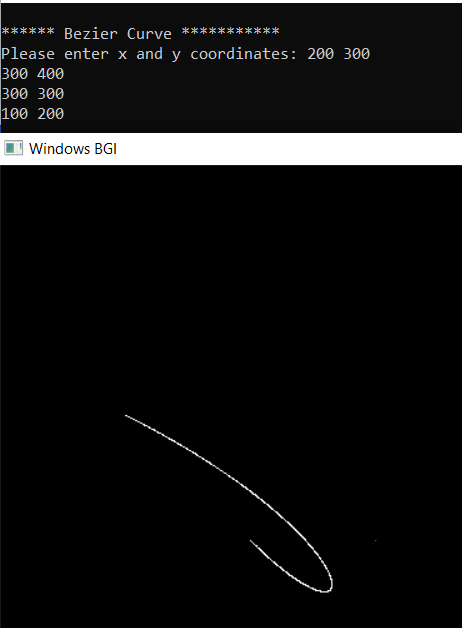 ****** Bezier Curve ***********
Please enter x and y coordinates: 200 300
300 400
300 300
100 200
Windows BGI